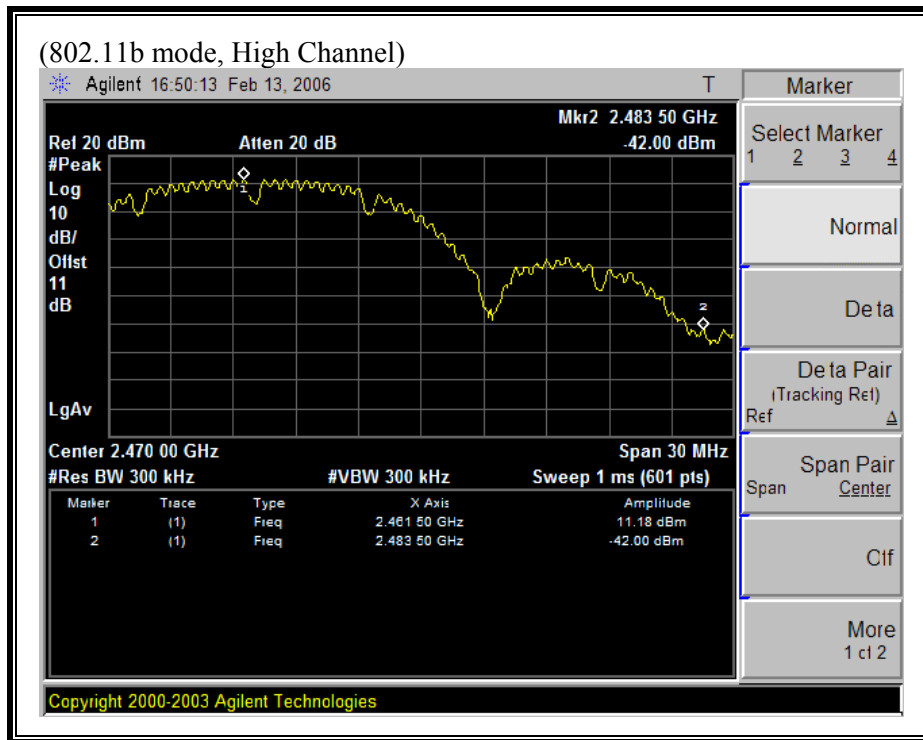 (802.11b mode, High Channel)
Agilent 16:50:13 Feb 13, 2006 T
Mkr2 2.483 50 GHz
Ref 20 dBm Atten 20 dB -42.00 dBm
#Peak
Log
10
dB/
Offst
11
dB
LgAv
1
2
Center 2.470 00 GHz Span 30 MHz
#Res BW 300 kHz #VBW 300 kHz Sweep 1 ms (601 pts)
Marker Trace Type X Axis Amplitude
1 (1) Freq 2.461 50 GHz 11.18 dBm
2 (1) Freq 2.483 50 GHz -42.00 dBm
Copyright 2000-2003 Agilent Technologies
Marker
Select Marker
1 2 3 4
Normal
Delta
Delta Pair
(Tracking Ref)
Ref Δ
Span Pair
Span Center
Off
More
1 of 2